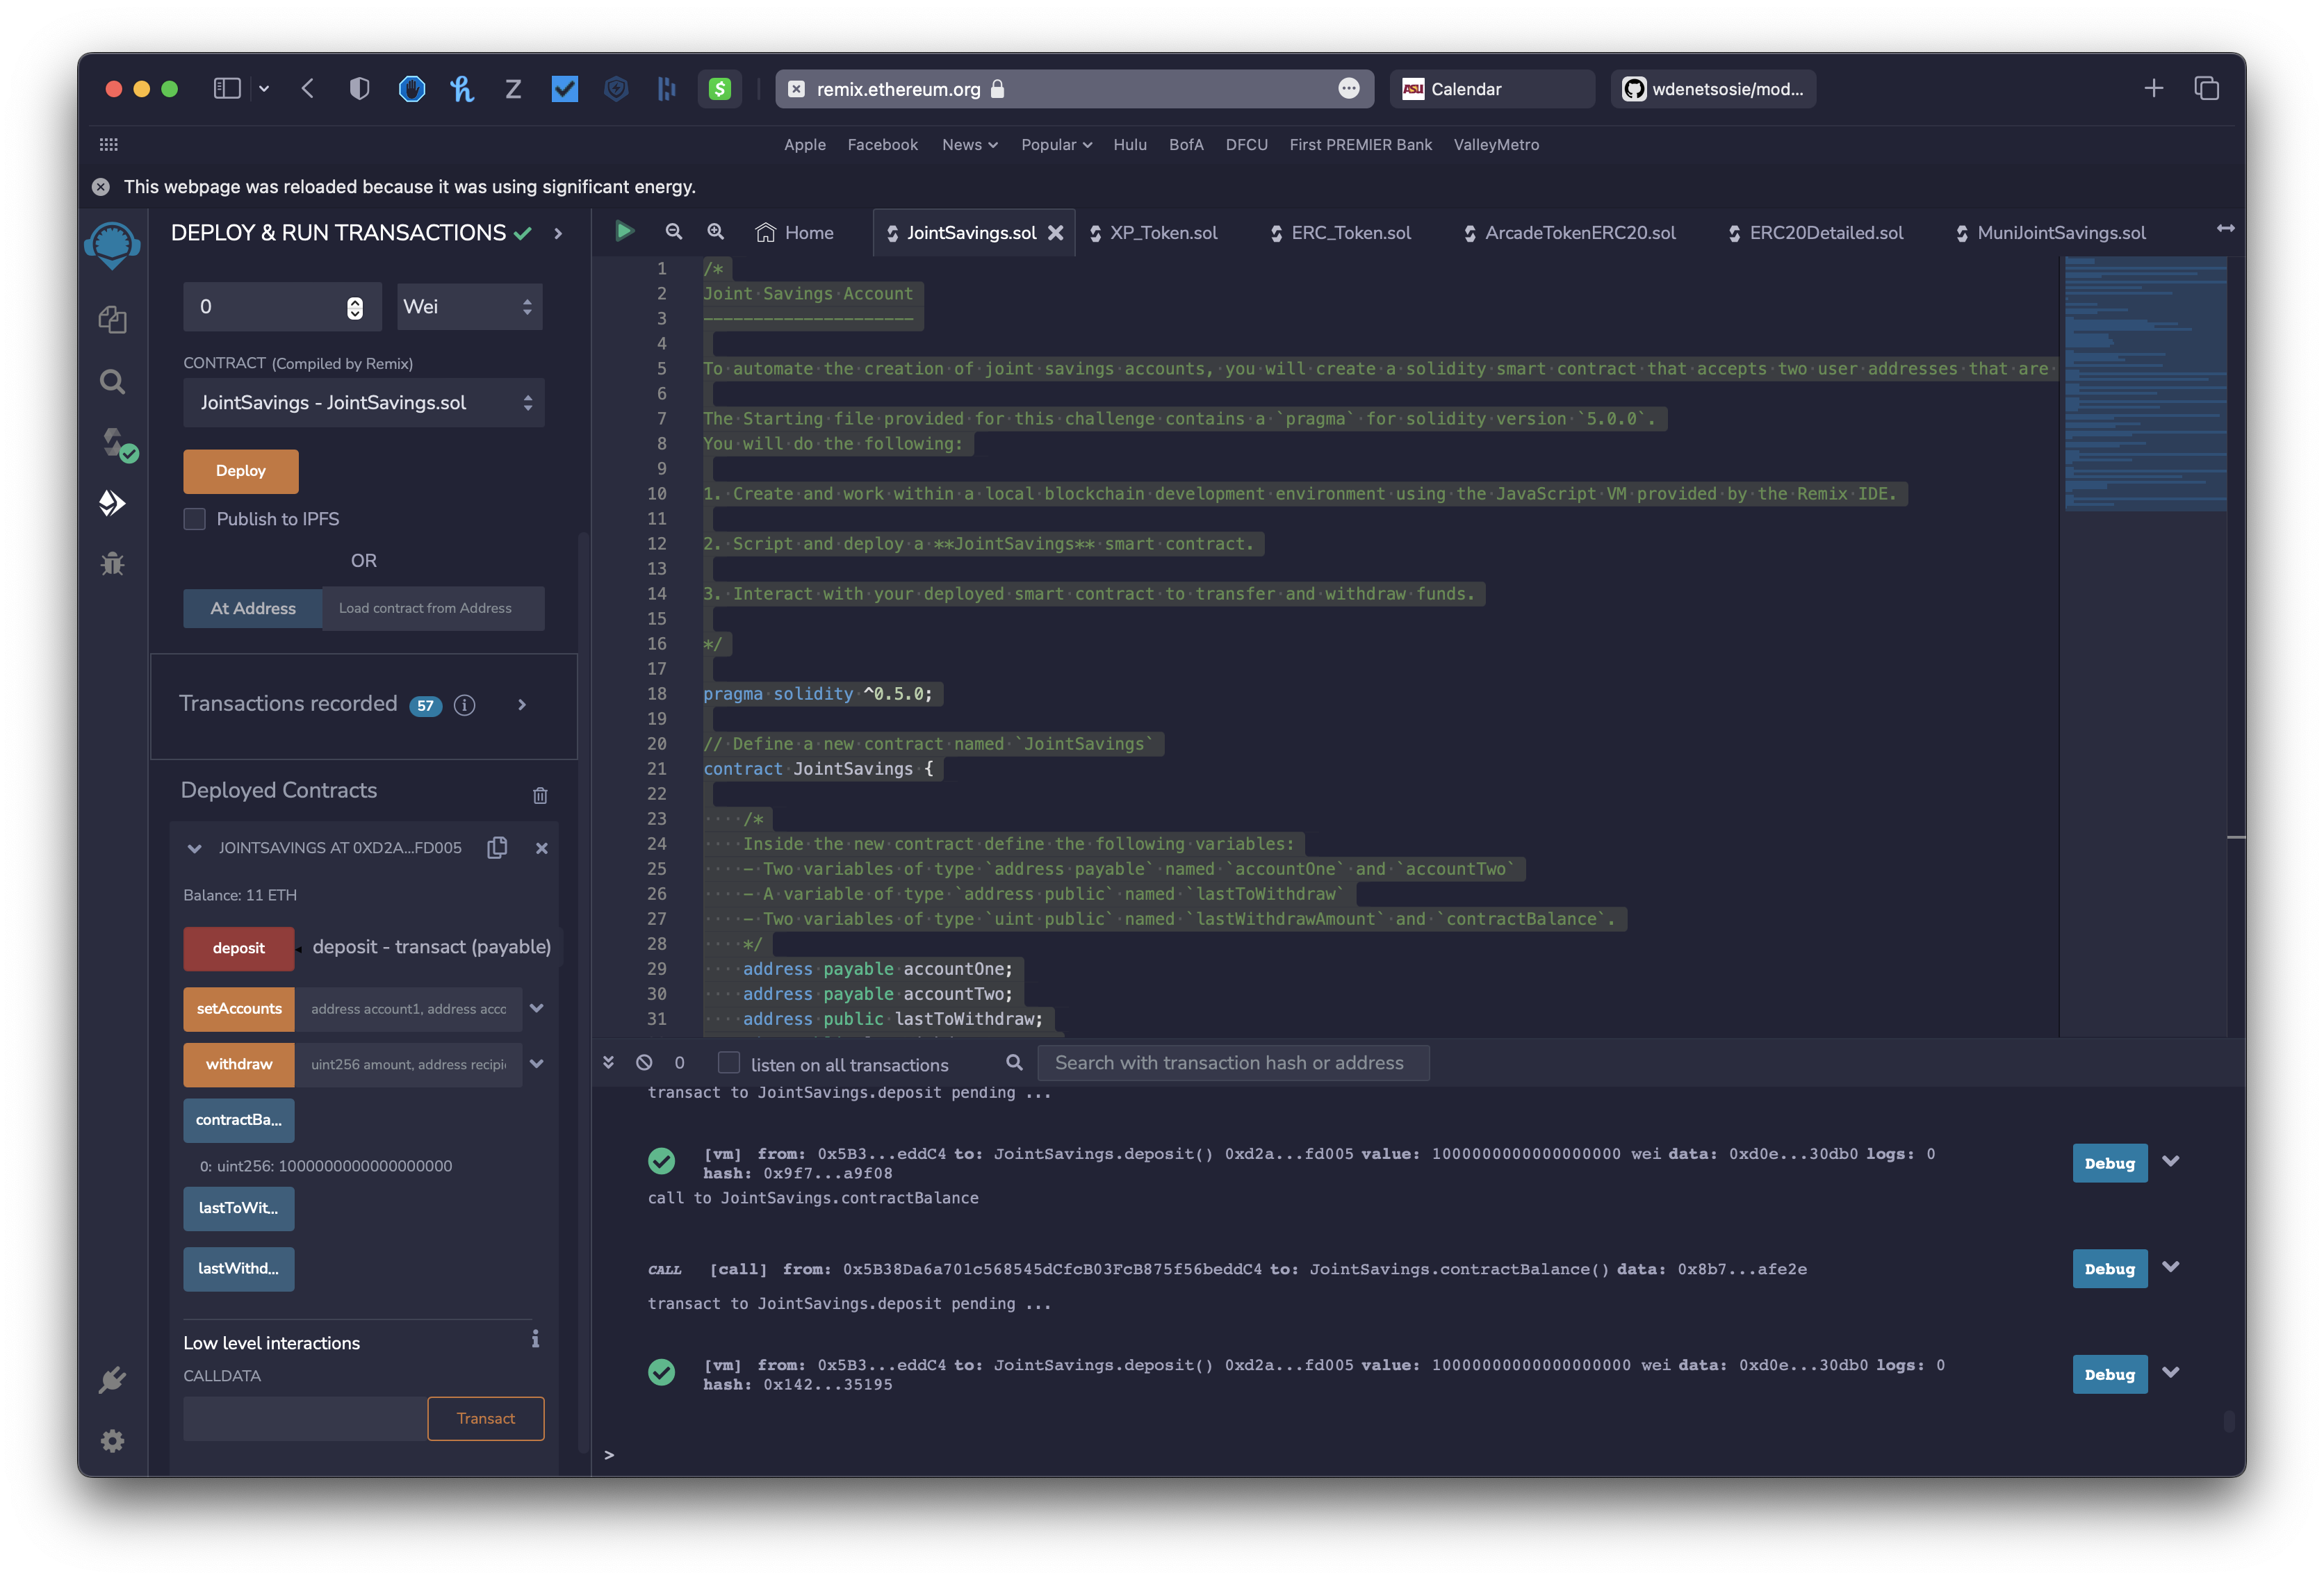 remix.ethereum.org
Calendar
wdenetsosie/mod...
Apple Facebook News Popular Hulu BofA DFCU First PREMIER Bank ValleyMetro
This webpage was reloaded because it was using significant energy.
DEPLOY & RUN TRANSACTIONS
0 Wei
CONTRACT (Compiled by Remix)
JointSavings - JointSavings.sol
Deploy
Publish to IPFS
OR
At Address Load contract from Address
Transactions recorded 57
Deployed Contracts
JOINTSAVINGS AT 0XD2A...FD005
Balance: 11 ETH
deposit deposit - transact (payable)
setAccounts address account1, address acco
withdraw uint256 amount, address recipi
contractBa...
0: uint256: 1000000000000000000
lastToWit...
lastWithd...
Low level interactions
CALLDATA
Transact
Home JointSavings.sol XP_Token.sol ERC_Token.sol ArcadeTokenERC20.sol ERC20Detailed.sol MuniJointSavings.sol
1 /*
2 Joint Savings Account
3 ---------------------
4
5 To automate the creation of joint savings accounts, you will create a solidity smart contract that accepts two user addresses that are
6
7 The Starting file provided for this challenge contains a `pragma` for solidity version `5.0.0`.
8 You will do the following:
9
10 1. Create and work within a local blockchain development environment using the JavaScript VM provided by the Remix IDE.
11
12 2. Script and deploy a **JointSavings** smart contract.
13
14 3. Interact with your deployed smart contract to transfer and withdraw funds.
15
16 */
17
18 pragma solidity ^0.5.0;
19
20 // Define a new contract named `JointSavings`
21 contract JointSavings {
22
23 /*
24 Inside the new contract define the following variables:
25 - Two variables of type `address payable` named `accountOne` and `accountTwo`
26 - A variable of type `address public` named `lastToWithdraw`
27 - Two variables of type `uint public` named `lastWithdrawAmount` and `contractBalance`.
28 */
29 address payable accountOne;
30 address payable accountTwo;
31 address public lastToWithdraw;
0 listen on all transactions Search with transaction hash or address
transact to JointSavings.deposit pending ...
[vm] from: 0x5B3...eddC4 to: JointSavings.deposit() 0xd2a...fd005 value: 1000000000000000000 wei data: 0xd0e...30db0 logs: 0
hash: 0x9f7...a9f08
Debug
call to JointSavings.contractBalance
CALL [call] from: 0x5B38Da6a701c568545dCfcB03FcB875f56beddC4 to: JointSavings.contractBalance() data: 0x8b7...afe2e
Debug
transact to JointSavings.deposit pending ...
[vm] from: 0x5B3...eddC4 to: JointSavings.deposit() 0xd2a...fd005 value: 10000000000000000000 wei data: 0xd0e...30db0 logs: 0
hash: 0x142...35195
Debug
>